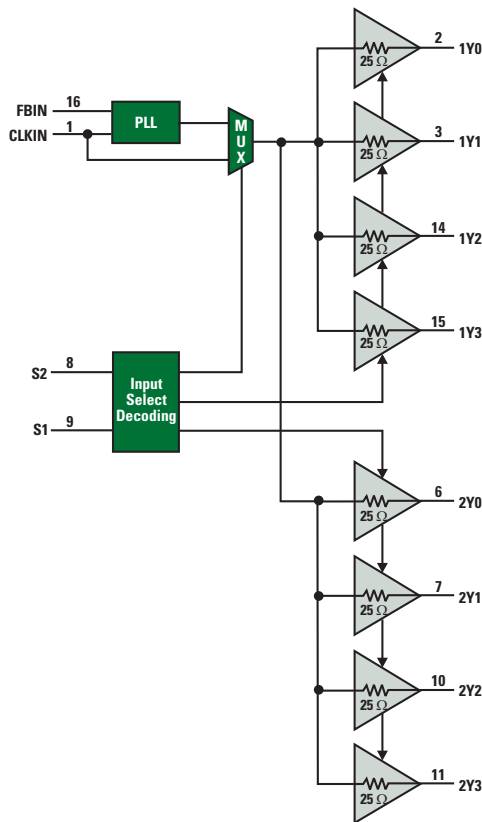 2
1Y0
25 Ω
FBIN 16
CLKIN 1
PLL
MUX
3
1Y1
25 Ω
14
1Y2
25 Ω
15
1Y3
25 Ω
S2 8
S1 9
Input
Select
Decoding
6
2Y0
25 Ω
7
2Y1
25 Ω
10
2Y2
25 Ω
11
2Y3
25 Ω